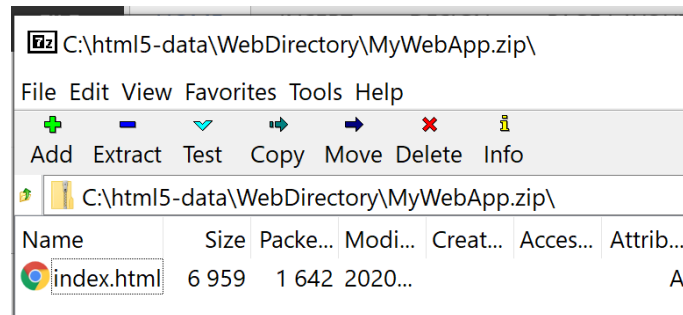 7z C:\html5-data\WebDirectory\MyWebApp.zip\
File Edit View Favorites Tools Help
Add Extract Test Copy Move Delete Info
C:\html5-data\WebDirectory\MyWebApp.zip\
Name Size Packe... Modi... Creat... Acces... Attrib...
index.html 6 959 1 642 2020... A